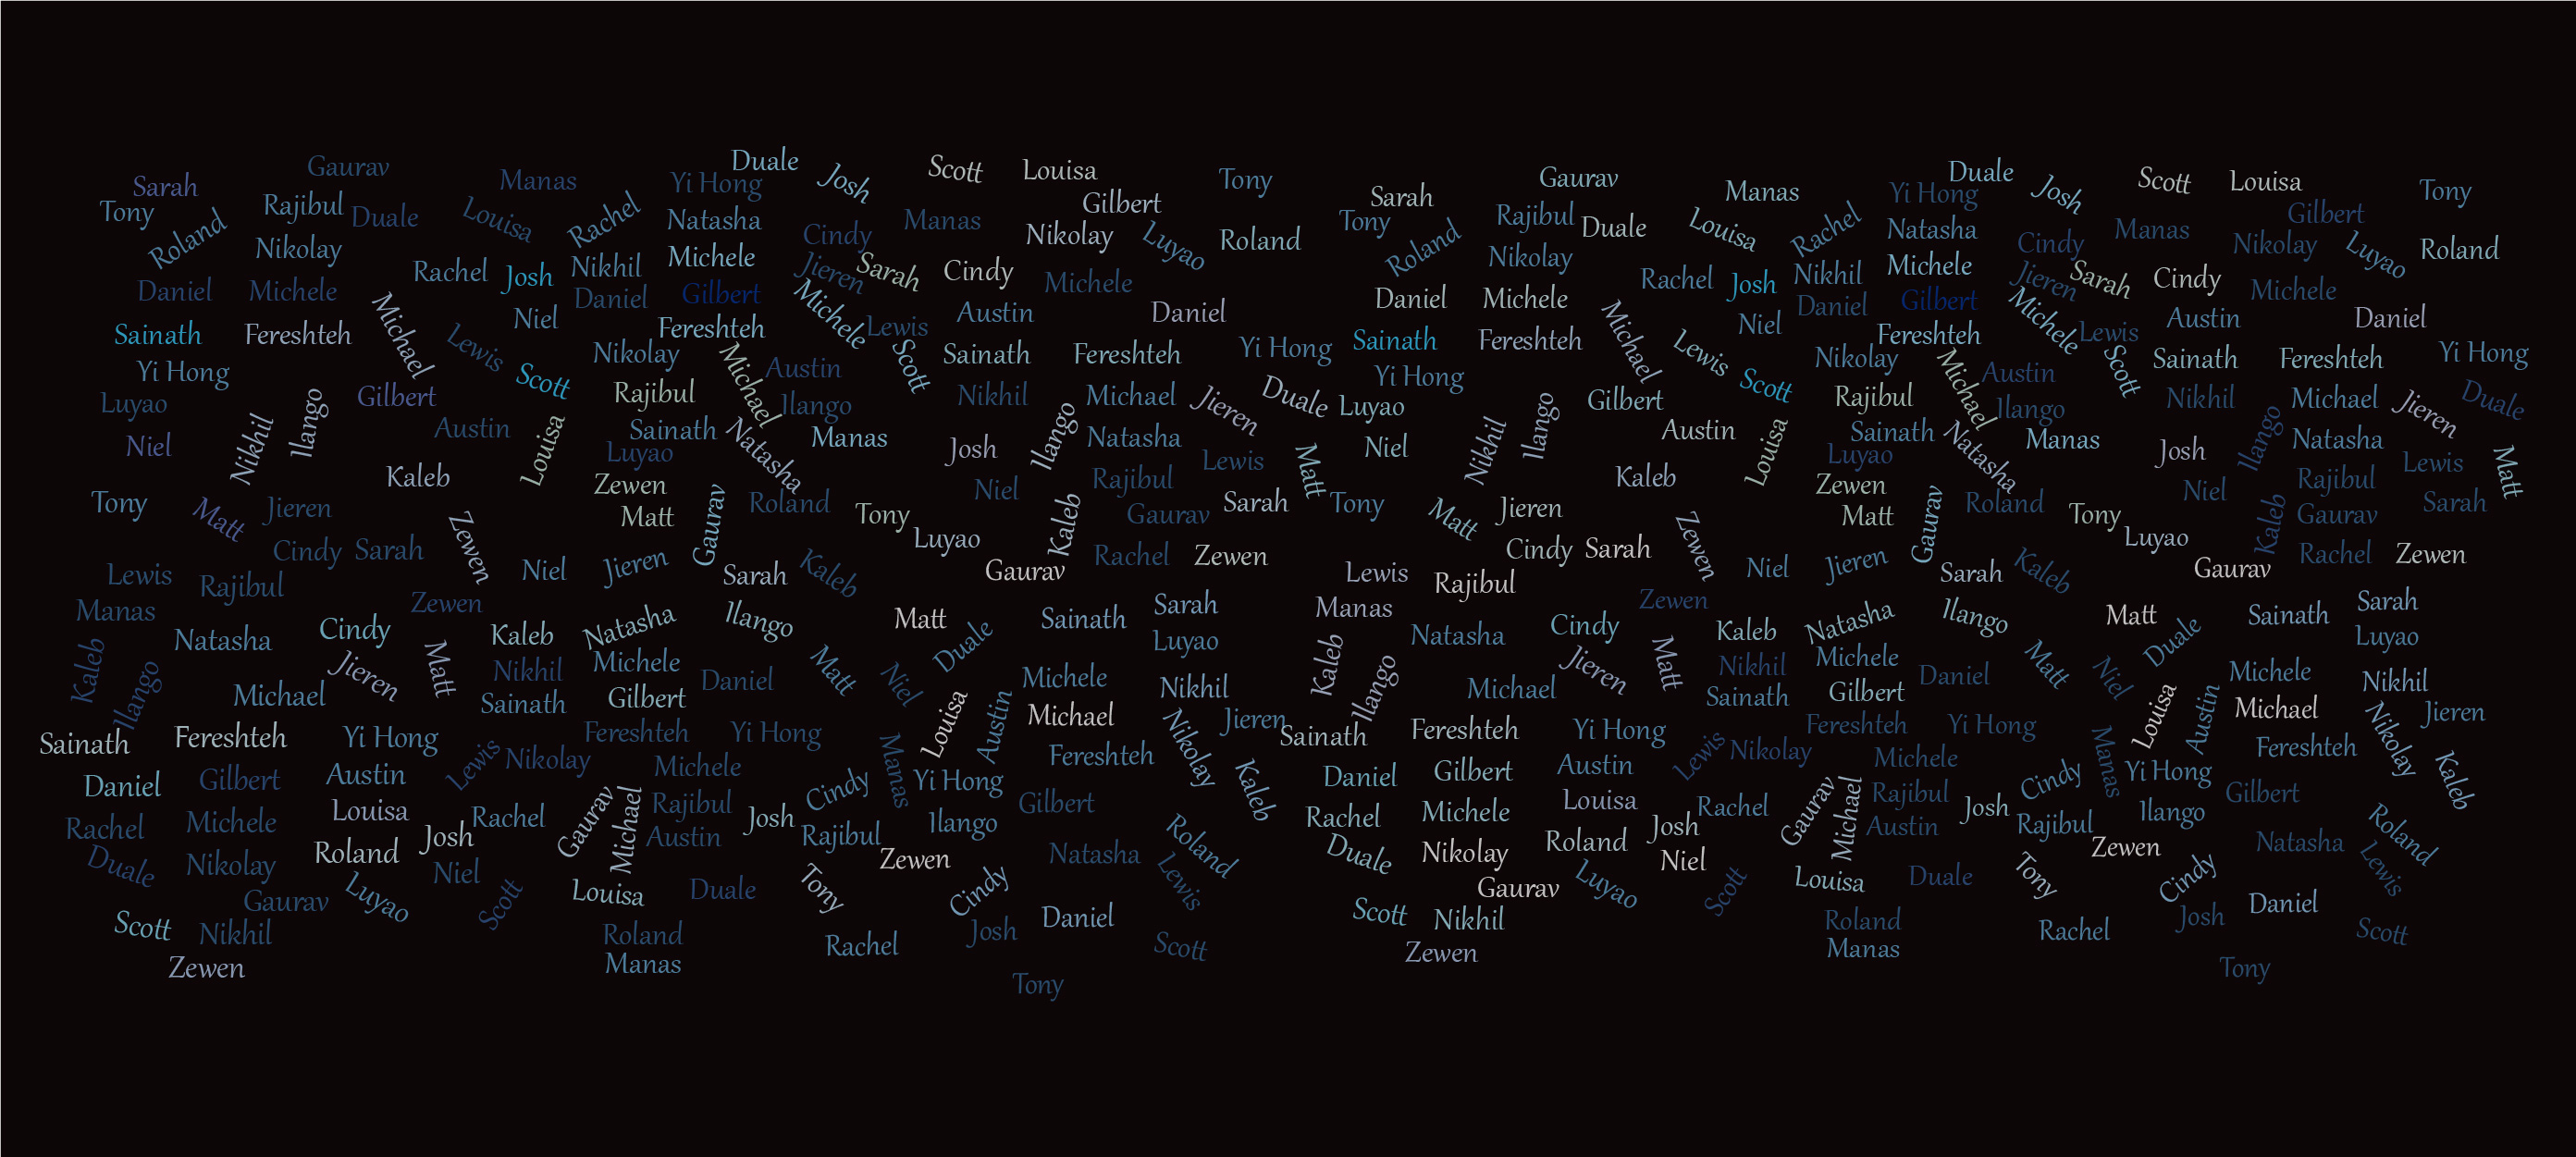 Gaurav
Sarah
Manas
Duale
Yi Hong
Josh
Scott
Louisa
Tony
Tony
Rajibul
Duale
Louisa
Rachel
Natasha
Cindy
Manas
Gilbert
Roland
Nikolay
Michele
Nikolay
Luyao
Roland
Daniel
Michele
Rachel
Josh
Nikhil
Daniel
Gilbert
Jieren
Sarah
Cindy
Michele
Sainath
Fereshteh
Michael
Niel
Fereshteh
Michele
Lewis
Austin
Daniel
Yi Hong
Lewis
Scott
Nikolay
Michael
Austin
Scott
Sainath
Fereshteh
Yi Hong
Luyao
Gilbert
Rajibul
Ilango
Nikhil
Michael
Jieren
Duale
Niel
Nikhil
Ilango
Austin
Louisa
Sainath
Luyao
Natasha
Manas
Josh
Ilango
Natasha
Lewis
Matt
Kaleb
Zewen
Matt
Gaurav
Roland
Niel
Rajibul
Sarah
Tony
Matt
Jieren
Tony
Luyao
Kaleb
Gaurav
Cindy
Sarah
Zewen
Niel
Jieren
Sarah
Kaleb
Gaurav
Rachel
Zewen
Lewis
Rajibul
Manas
Zewen
Natasha
Cindy
Kaleb
Natasha
Ilango
Matt
Duale
Sainath
Sarah
Luyao
Kaleb
Ilango
Michael
Jieren
Matt
Nikhil
Michele
Sainath
Gilbert
Daniel
Matt
Niel
Michele
Nikhil
Sainath
Fereshteh
Yi Hong
Lewis
Nikolay
Fereshteh
Yi Hong
Manas
Louisa
Austin
Michael
Fereshteh
Nikolay
Jieren
Daniel
Gilbert
Austin
Michele
Cindy
Yi Hong
Gilbert
Kaleb
Rachel
Michele
Louisa
Josh
Rachel
Gaurav
Michael
Rajibul
Austin
Josh
Rajibul
Ilango
Roland
Duale
Nikolay
Roland
Niel
Zewen
Natasha
Lewis
Gaurav
Luyao
Scott
Louisa
Duale
Tony
Cindy
Daniel
Scott
Nikhil
Roland
Rachel
Josh
Scott
Zewen
Manas
Tony
Sarah
Gaurav
Manas
Duale
Yi Hong
Josh
Scott
Louisa
Tony
Tony
Rajibul
Duale
Louisa
Rachel
Natasha
Cindy
Manas
Gilbert
Roland
Nikolay
Michele
Nikolay
Luyao
Roland
Daniel
Michele
Rachel
Josh
Nikhil
Daniel
Gilbert
Jieren
Sarah
Cindy
Michele
Sainath
Fereshteh
Michael
Niel
Fereshteh
Michele
Lewis
Austin
Daniel
Yi Hong
Lewis
Scott
Nikolay
Michael
Austin
Scott
Sainath
Fereshteh
Yi Hong
Luyao
Gilbert
Rajibul
Ilango
Nikhil
Michael
Jieren
Duale
Niel
Nikhil
Ilango
Austin
Louisa
Sainath
Luyao
Natasha
Manas
Josh
Ilango
Natasha
Lewis
Matt
Kaleb
Zewen
Matt
Gaurav
Roland
Niel
Rajibul
Sarah
Tony
Matt
Jieren
Tony
Luyao
Kaleb
Gaurav
Cindy
Sarah
Zewen
Niel
Jieren
Sarah
Kaleb
Gaurav
Rachel
Zewen
Lewis
Rajibul
Manas
Zewen
Natasha
Cindy
Kaleb
Natasha
Ilango
Matt
Duale
Sainath
Sarah
Luyao
Kaleb
Ilango
Michael
Jieren
Matt
Nikhil
Michele
Sainath
Gilbert
Daniel
Matt
Niel
Michele
Nikhil
Sainath
Fereshteh
Yi Hong
Lewis
Nikolay
Fereshteh
Yi Hong
Manas
Louisa
Austin
Michael
Fereshteh
Nikolay
Jieren
Daniel
Gilbert
Austin
Michele
Cindy
Yi Hong
Gilbert
Kaleb
Rachel
Michele
Louisa
Josh
Rachel
Gaurav
Michael
Rajibul
Austin
Josh
Rajibul
Ilango
Roland
Duale
Nikolay
Roland
Niel
Zewen
Natasha
Lewis
Gaurav
Luyao
Scott
Louisa
Duale
Tony
Cindy
Daniel
Scott
Nikhil
Roland
Rachel
Josh
Scott
Zewen
Manas
Tony